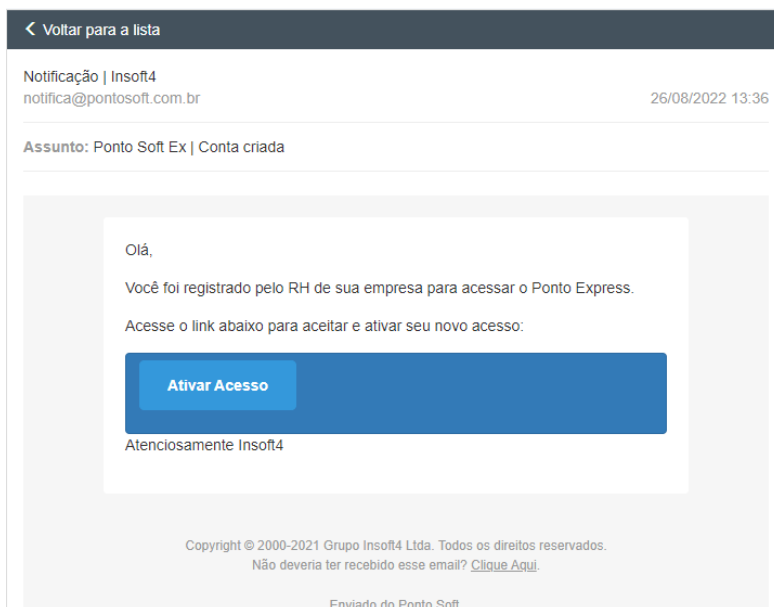 Voltar para a lista
Notificação | Insoft4
notifica@pontosoft.com.br
26/08/2022 13:36
Assunto: Ponto Soft Ex | Conta criada
Olá,
Você foi registrado pelo RH de sua empresa para acessar o Ponto Express.
Acesse o link abaixo para aceitar e ativar seu novo acesso:
Ativar Acesso
Atenciosamente Insoft4
Copyright © 2000-2021 Grupo Insoft4 Ltda. Todos os direitos reservados.
Não deveria ter recebido esse email? Clique Aqui.
Enviado do Ponto Soft